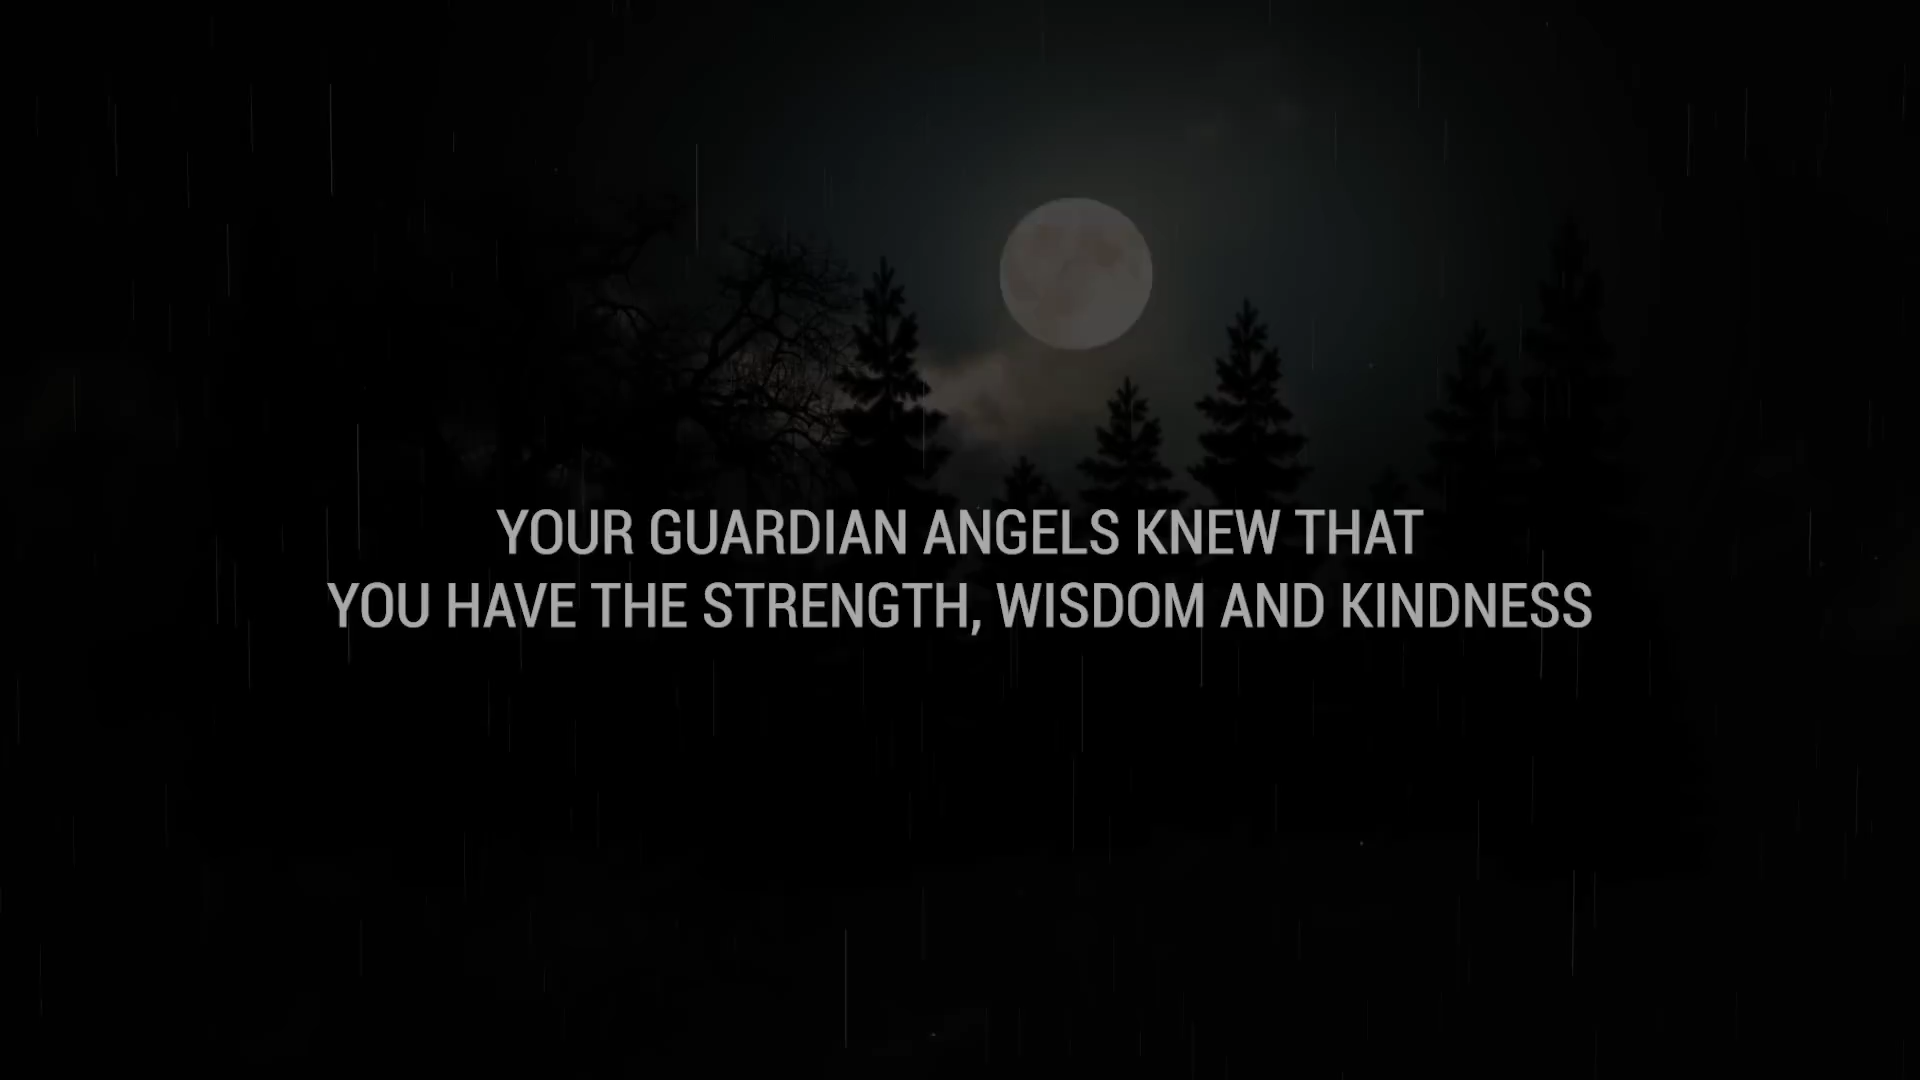 YOUR GUARDIAN ANGELS KNEW THAT
YOU HAVE THE STRENGTH, WISDOM AND KINDNESS